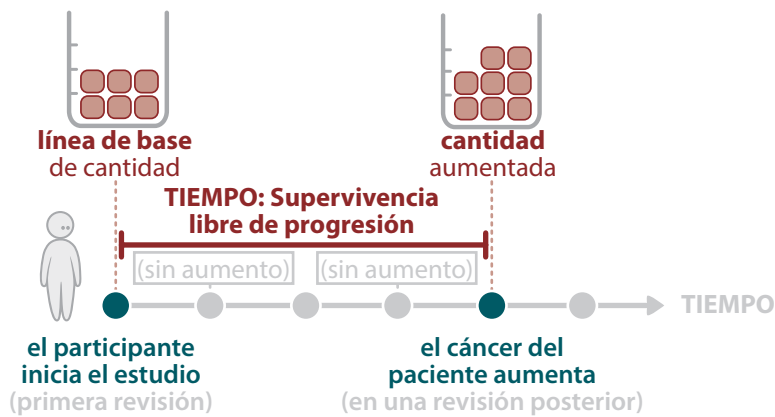 línea de base
de cantidad
cantidad
aumentada
TIEMPO: Supervivencia
libre de progresión
(sin aumento)
(sin aumento)
TIEMPO
el participante
inicia el estudio
(primera revisión)
el cáncer del
paciente aumenta
(en una revisión posterior)